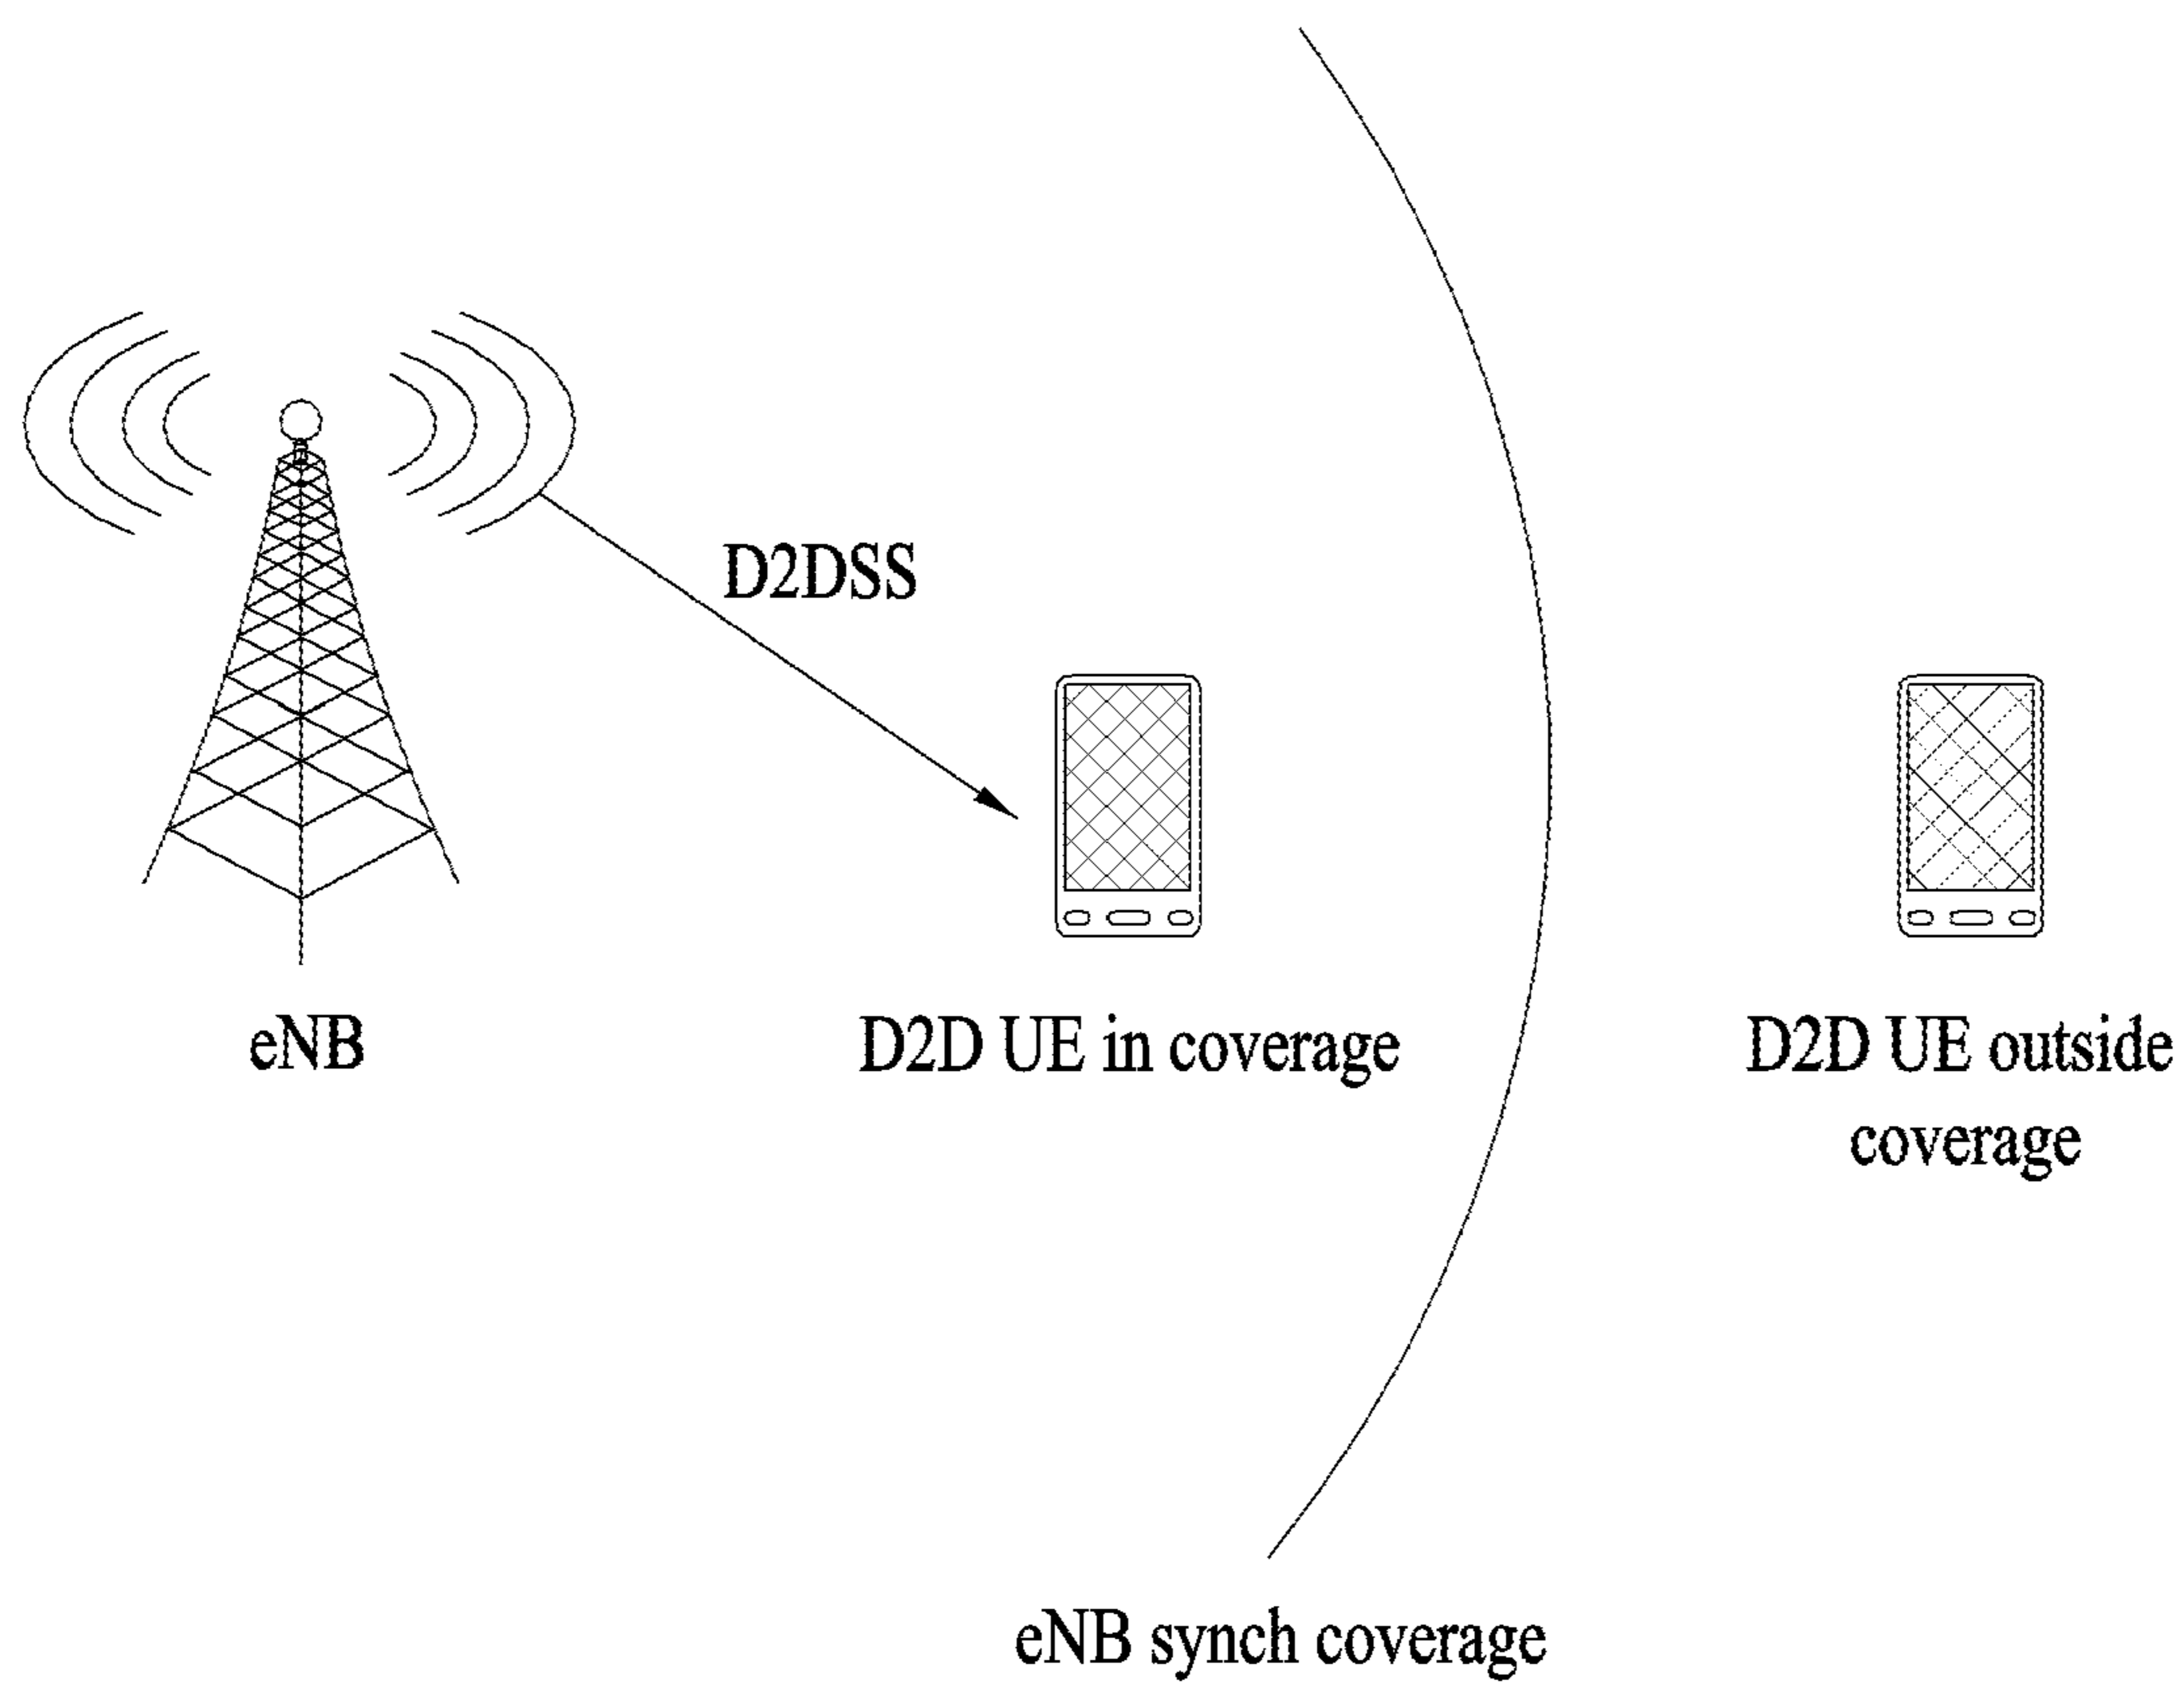 D2DSS
eNB
D2D UE in coverage
D2D UE outside
coverage
eNB synch coverage